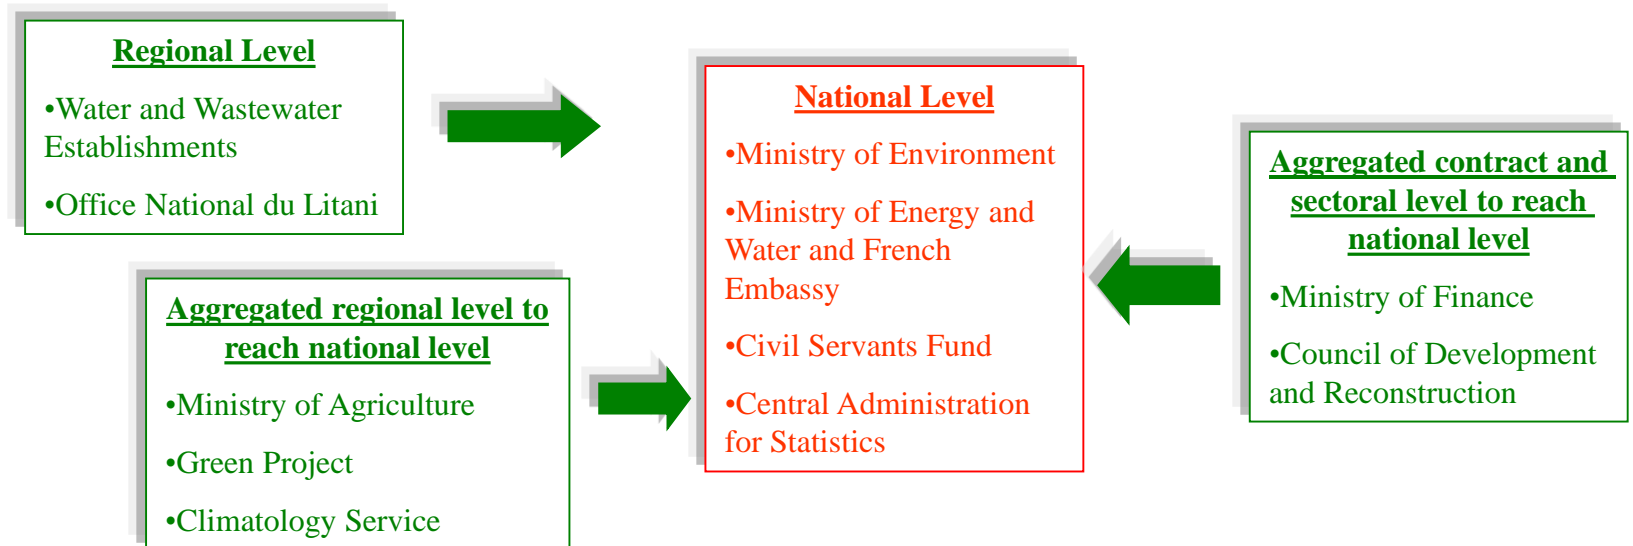 Regional Level
•Water and Wastewater
Establishments
•Office National du Litani
Aggregated regional level to
reach national level
•Ministry of Agriculture
•Green Project
•Climatology Service
National Level
•Ministry of Environment
•Ministry of Energy and
Water and French
Embassy
•Civil Servants Fund
•Central Administration
for Statistics
Aggregated contract and
sectoral level to reach
national level
•Ministry of Finance
•Council of Development
and Reconstruction